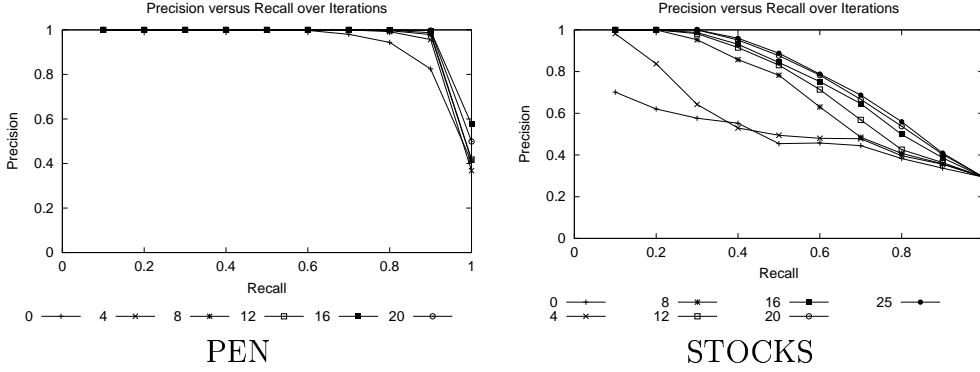 Precision versus Recall over Iterations
1
0.8
0.6
0.4
0.2
0
Precision
0 0.2 0.4 0.6 0.8 1
Recall
0 4 8 12 16 20
PEN
Precision versus Recall over Iterations
1
0.8
0.6
0.4
0.2
0
Precision
0 0.2 0.4 0.6 0.8
Recall
0 8 16 25
4 12 20
STOCKS